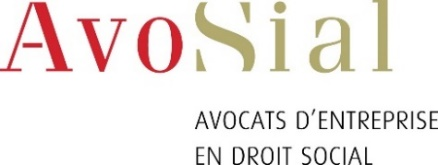 AvoSial
AVOCATS D'ENTREPRISE
EN DROIT SOCIAL